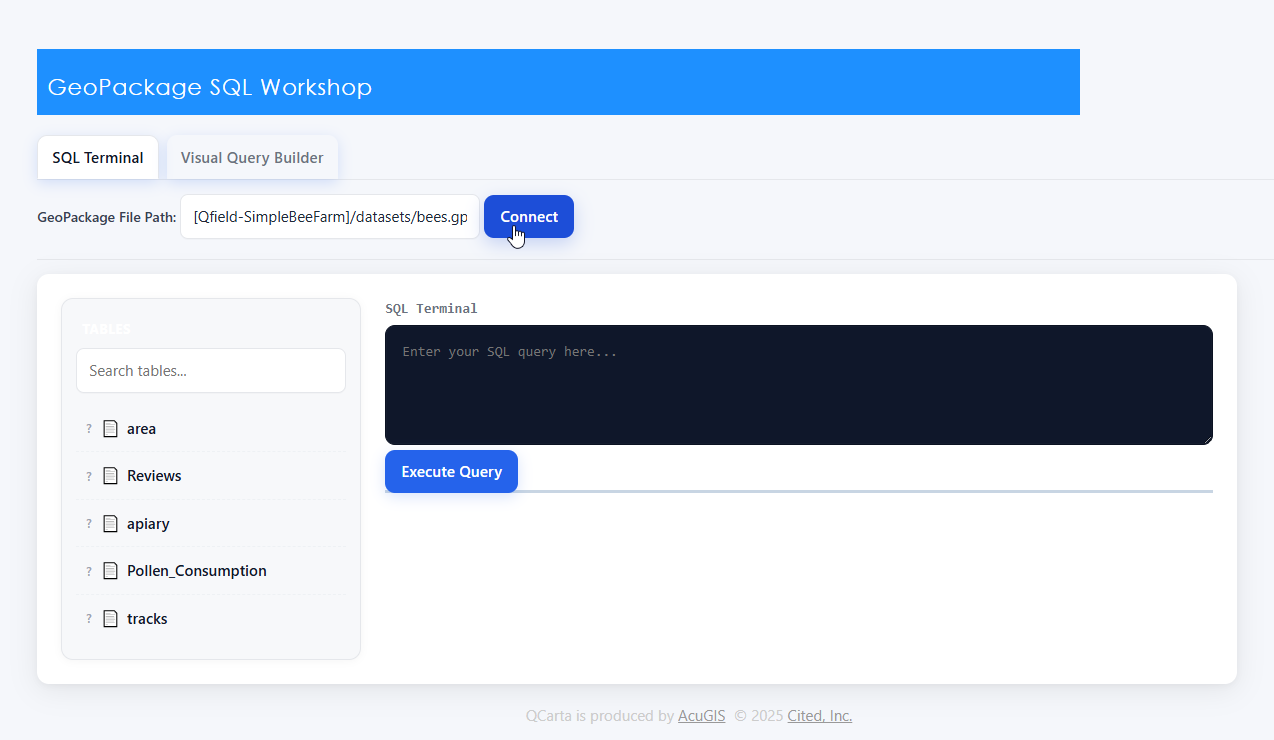 GeoPackage SQL Workshop
SQL Terminal
Visual Query Builder
GeoPackage File Path: [Qfield-SimpleBeeFarm]/datasets/bees.gp Connect
TABLES
Search tables...
? area
? Reviews
? apiary
? Pollen_Consumption
? tracks
SQL Terminal
Enter your SQL query here...
Execute Query
QCarta is produced by AcuGIS © 2025 Cited, Inc.